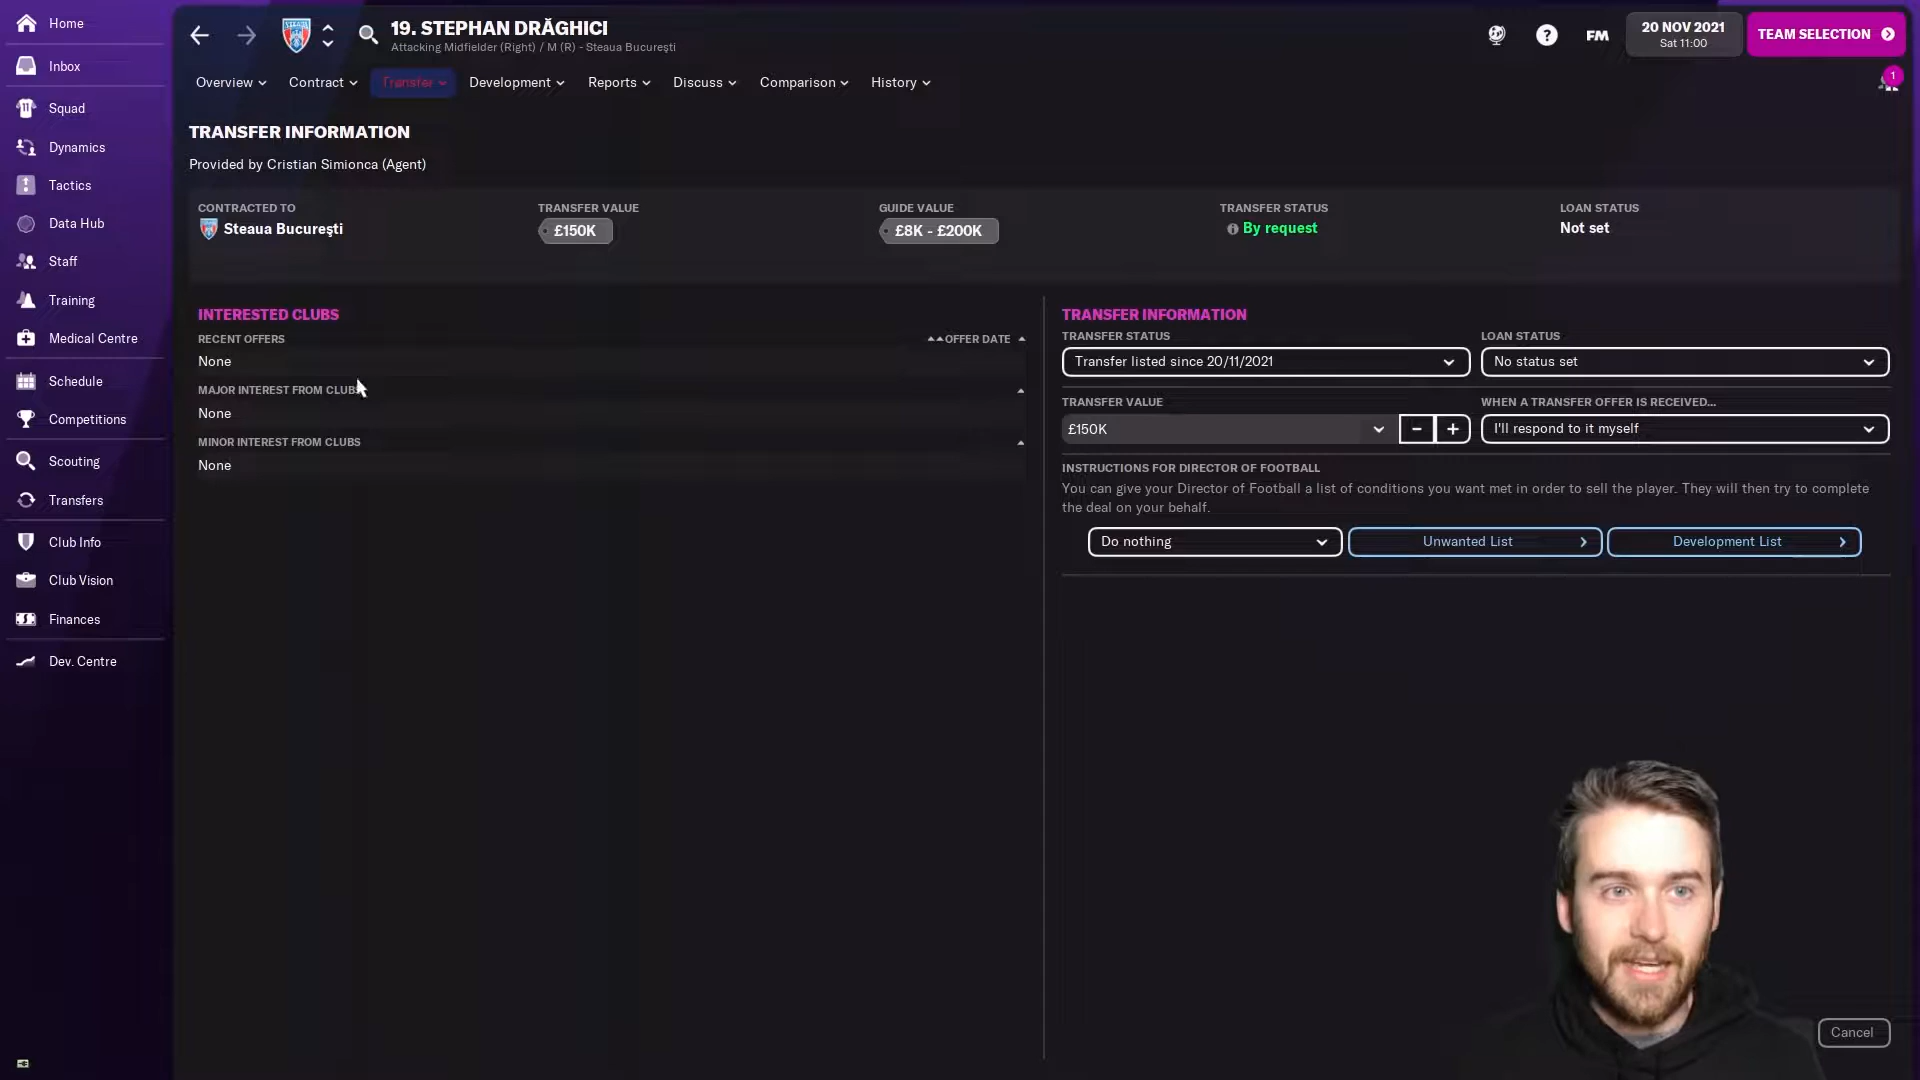 Home
Inbox
Squad
Dynamics
Tactics
Data Hub
Staff
Training
Medical Centre
Schedule
Competitions
Scouting
Transfers
Club Info
Club Vision
Finances
Dev. Centre
19. STEPHAN DRĂGHICI
Attacking Midfielder (Right) / M (R) - Steaua Bucureşti
FM
20 NOV 2021
Sat 11:00
TEAM SELECTION
Overview
Contract
Transfer
Development
Reports
Discuss
Comparison
History
1
TRANSFER INFORMATION
Provided by Cristian Simionca (Agent)
CONTRACTED TO
Steaua Bucureşti
TRANSFER VALUE
£150K
GUIDE VALUE
£8K - £200K
TRANSFER STATUS
By request
LOAN STATUS
Not set
INTERESTED CLUBS
RECENT OFFERS
OFFER DATE
None
MAJOR INTEREST FROM CLUBS
None
MINOR INTEREST FROM CLUBS
None
TRANSFER INFORMATION
TRANSFER STATUS
Transfer listed since 20/11/2021
LOAN STATUS
No status set
TRANSFER VALUE
£150K
- +
WHEN A TRANSFER OFFER IS RECEIVED...
I'll respond to it myself
INSTRUCTIONS FOR DIRECTOR OF FOOTBALL
You can give your Director of Football a list of conditions you want met in order to sell the player. They will then try to complete
the deal on your behalf.
Do nothing
Unwanted List
Development List
Cancel